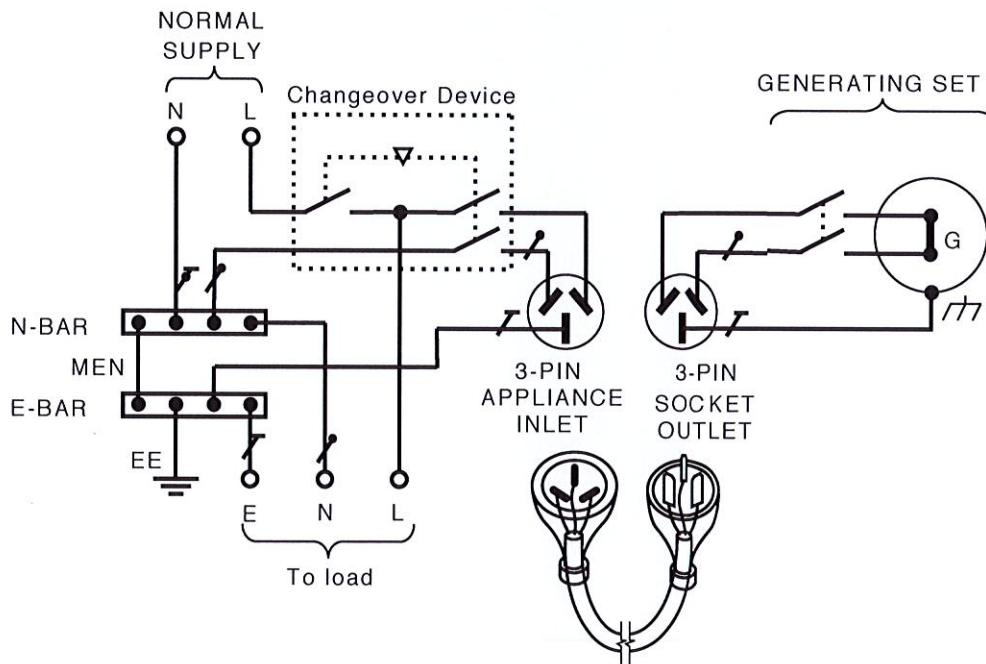 NORMAL
SUPPLY
N
L
Changeover Device
GENERATING SET
G
N-BAR
MEN
E-BAR
EE
3-PIN
APPLIANCE
INLET
3-PIN
SOCKET
OUTLET
E
N
L
To load